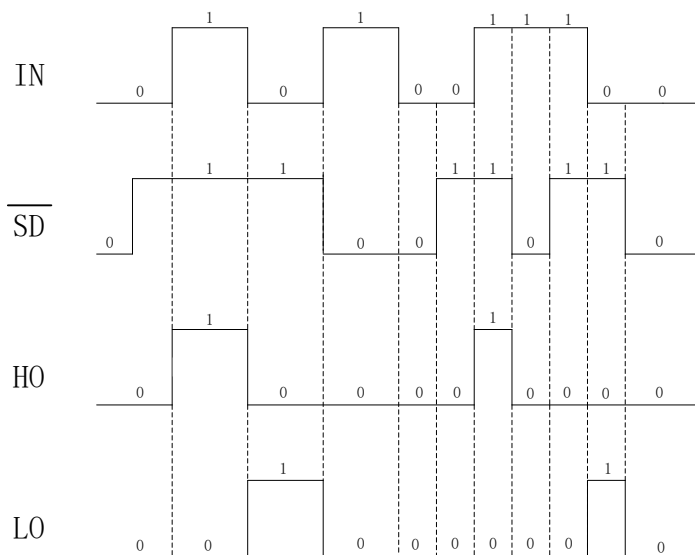 1 1 1 1 1
IN 0 0 0 0 0 0
1 1 1 1 1 1
SD 0 0 0 0 0
1 1
HO 0 0 0 0 0 0 0 0 0
1 1
LO 0 0 0 0 0 0 0 0 0